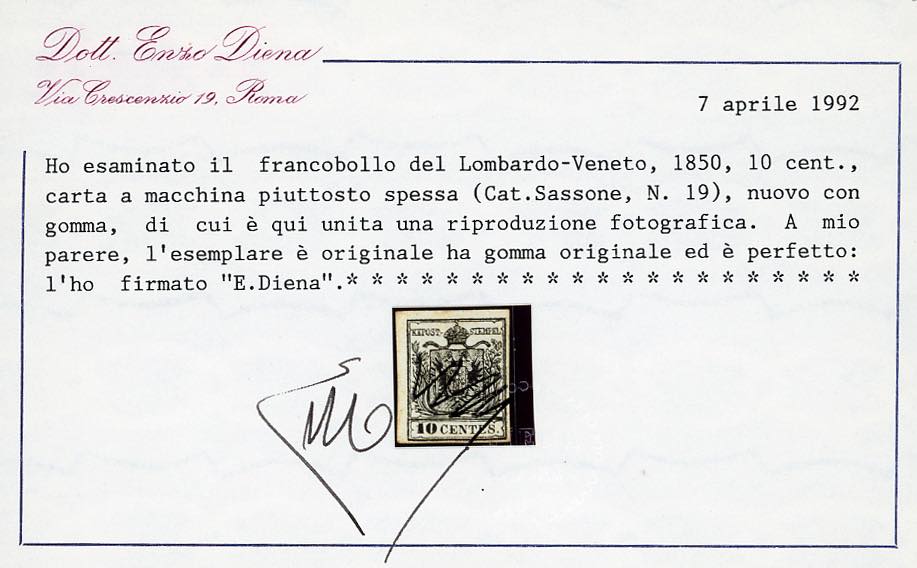 Dott. Enzo Diena
Via Crescenzio 19, Roma
7 aprile 1992
Ho esaminato il francobollo del Lombardo-Veneto, 1850, 10 cent.,
carta a macchina piuttosto spessa (Cat.Sassone, N. 19), nuovo con
gomma, di cui è qui unita una riproduzione fotografica. A mio
parere, l'esemplare è originale ha gomma originale ed è perfetto:
l'ho firmato "E.Diena".* * * * * * * * * * * * * * * * * * * * *
KKPOST-STEMPEL
10 CENTES.